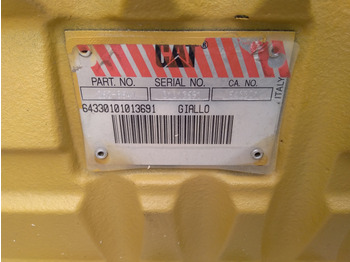 CAT
PART. NO. SERIAL NO. CA. NO.
ITALY
64330101013691 GIALLO